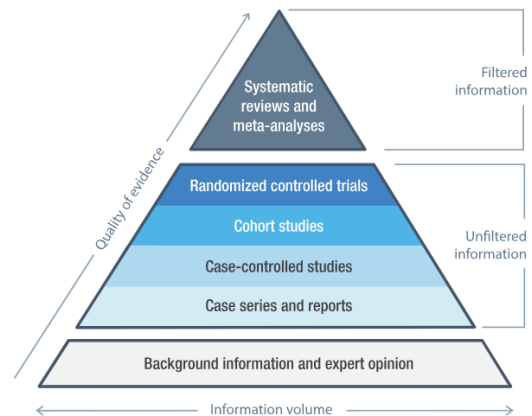 Systematic
reviews and
meta-analyses
Filtered
information
Quality of evidence
Randomized controlled trials
Cohort studies
Case-controlled studies
Case series and reports
Unfiltered
information
Background information and expert opinion
Information volume